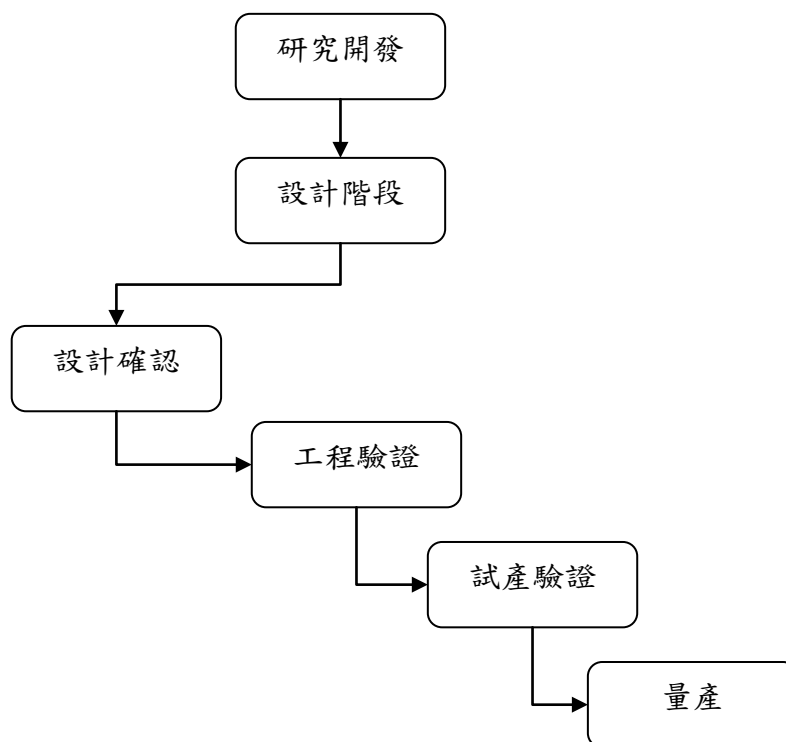 研究開發
設計階段
設計確認
工程驗證
試產驗證
量產